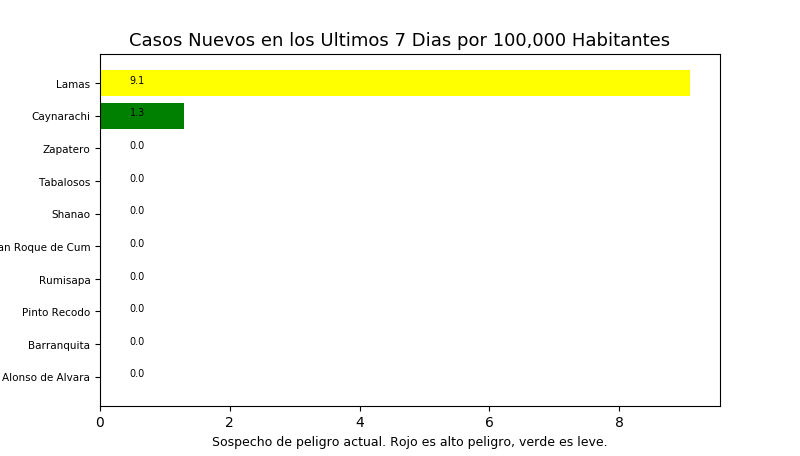 Casos Nuevos en los Ultimos 7 Dias por 100,000 Habitantes
Lamas 9.1
Caynarachi 1.3
Zapatero 0.0
Tabalosos 0.0
Shanao 0.0
an Roque de Cum 0.0
Rumisapa 0.0
Pinto Recodo 0.0
Barranquita 0.0
Alonso de Alvara 0.0
0 2 4 6 8
Sospecho de peligro actual. Rojo es alto peligro, verde es leve.